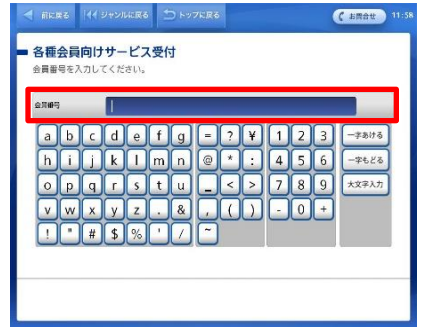 前に戻る ジャンルに戻る トップに戻る お問合せ 11:58
各種会員向けサービス受付
会員番号を入力してください。
会員番号
a b c d e f g = ? ¥ 1 2 3 一字あける
h i j k l m n @ * : 4 5 6 一字もどる
o p q r s t u _ < > 7 8 9 大文字入力
v w x y z . & , ( ) - 0 +
! " # $ % ' / ~